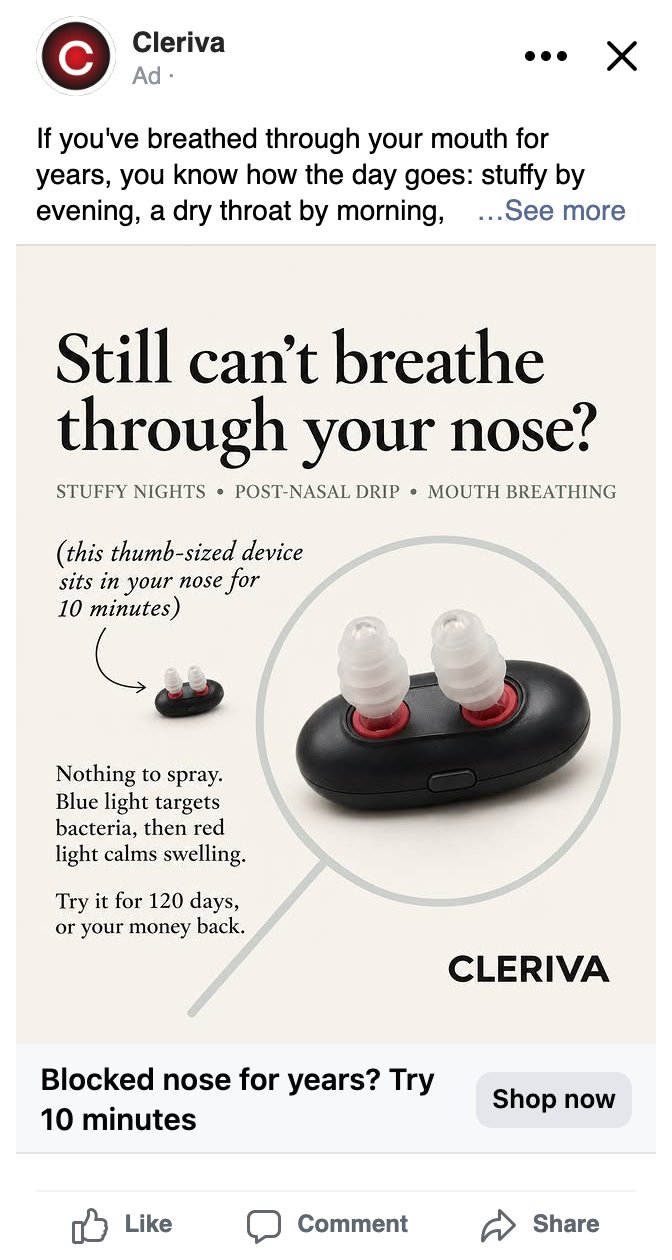 C
Cleriva
Ad ·
If you've breathed through your mouth for
years, you know how the day goes: stuffy by
evening, a dry throat by morning, ...See more
Still can't breathe
through your nose?
STUFFY NIGHTS • POST-NASAL DRIP • MOUTH BREATHING
(this thumb-sized device
sits in your nose for
10 minutes)
Nothing to spray.
Blue light targets
bacteria, then red
light calms swelling.
Try it for 120 days,
or your money back.
CLERIVA
Blocked nose for years? Try
10 minutes
Shop now
Like Comment Share